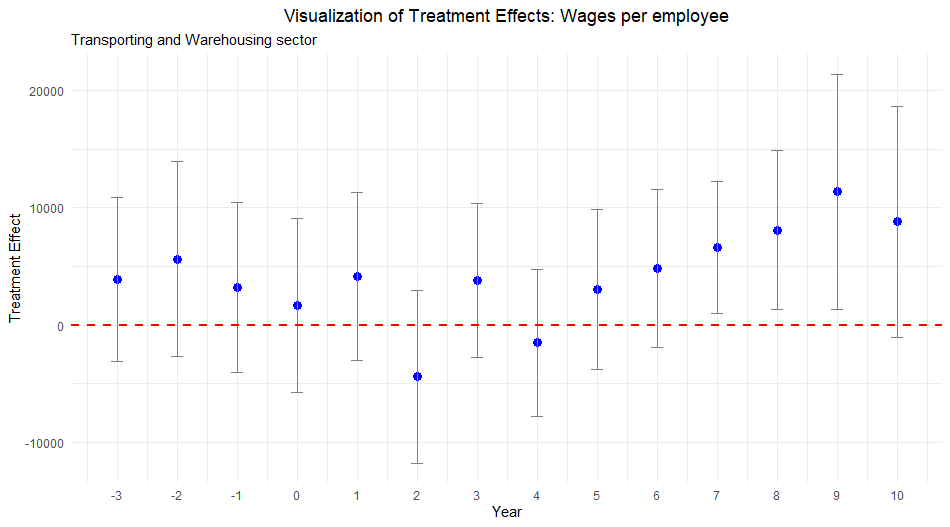 Visualization of Treatment Effects: Wages per employee
Transporting and Warehousing sector
Treatment Effect
20000
10000
0
-10000
-3 -2 -1 0 1 2 3 4 5 6 7 8 9 10
Year